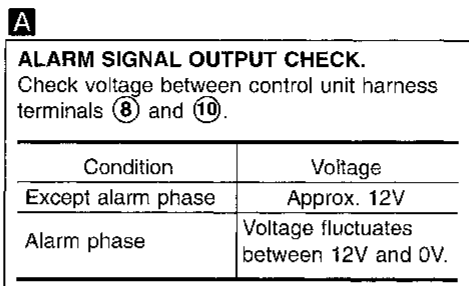 A
ALARM SIGNAL OUTPUT CHECK.
Check voltage between control unit harness
terminals ⑧ and ⑩.
Condition Voltage
Except alarm phase Approx. 12V
Alarm phase Voltage fluctuates
between 12V and 0V.